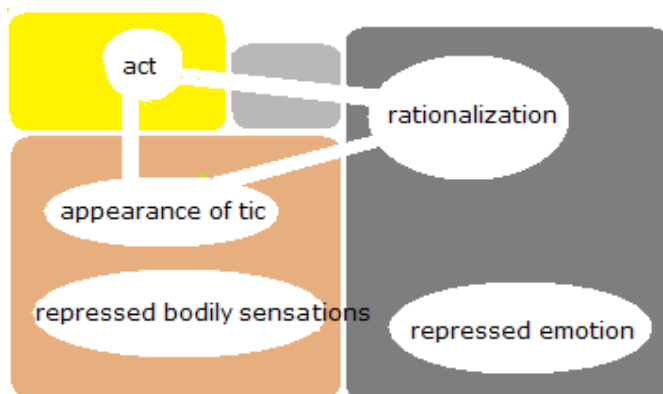 act
rationalization
appearance of tic
repressed bodily sensations
repressed emotion